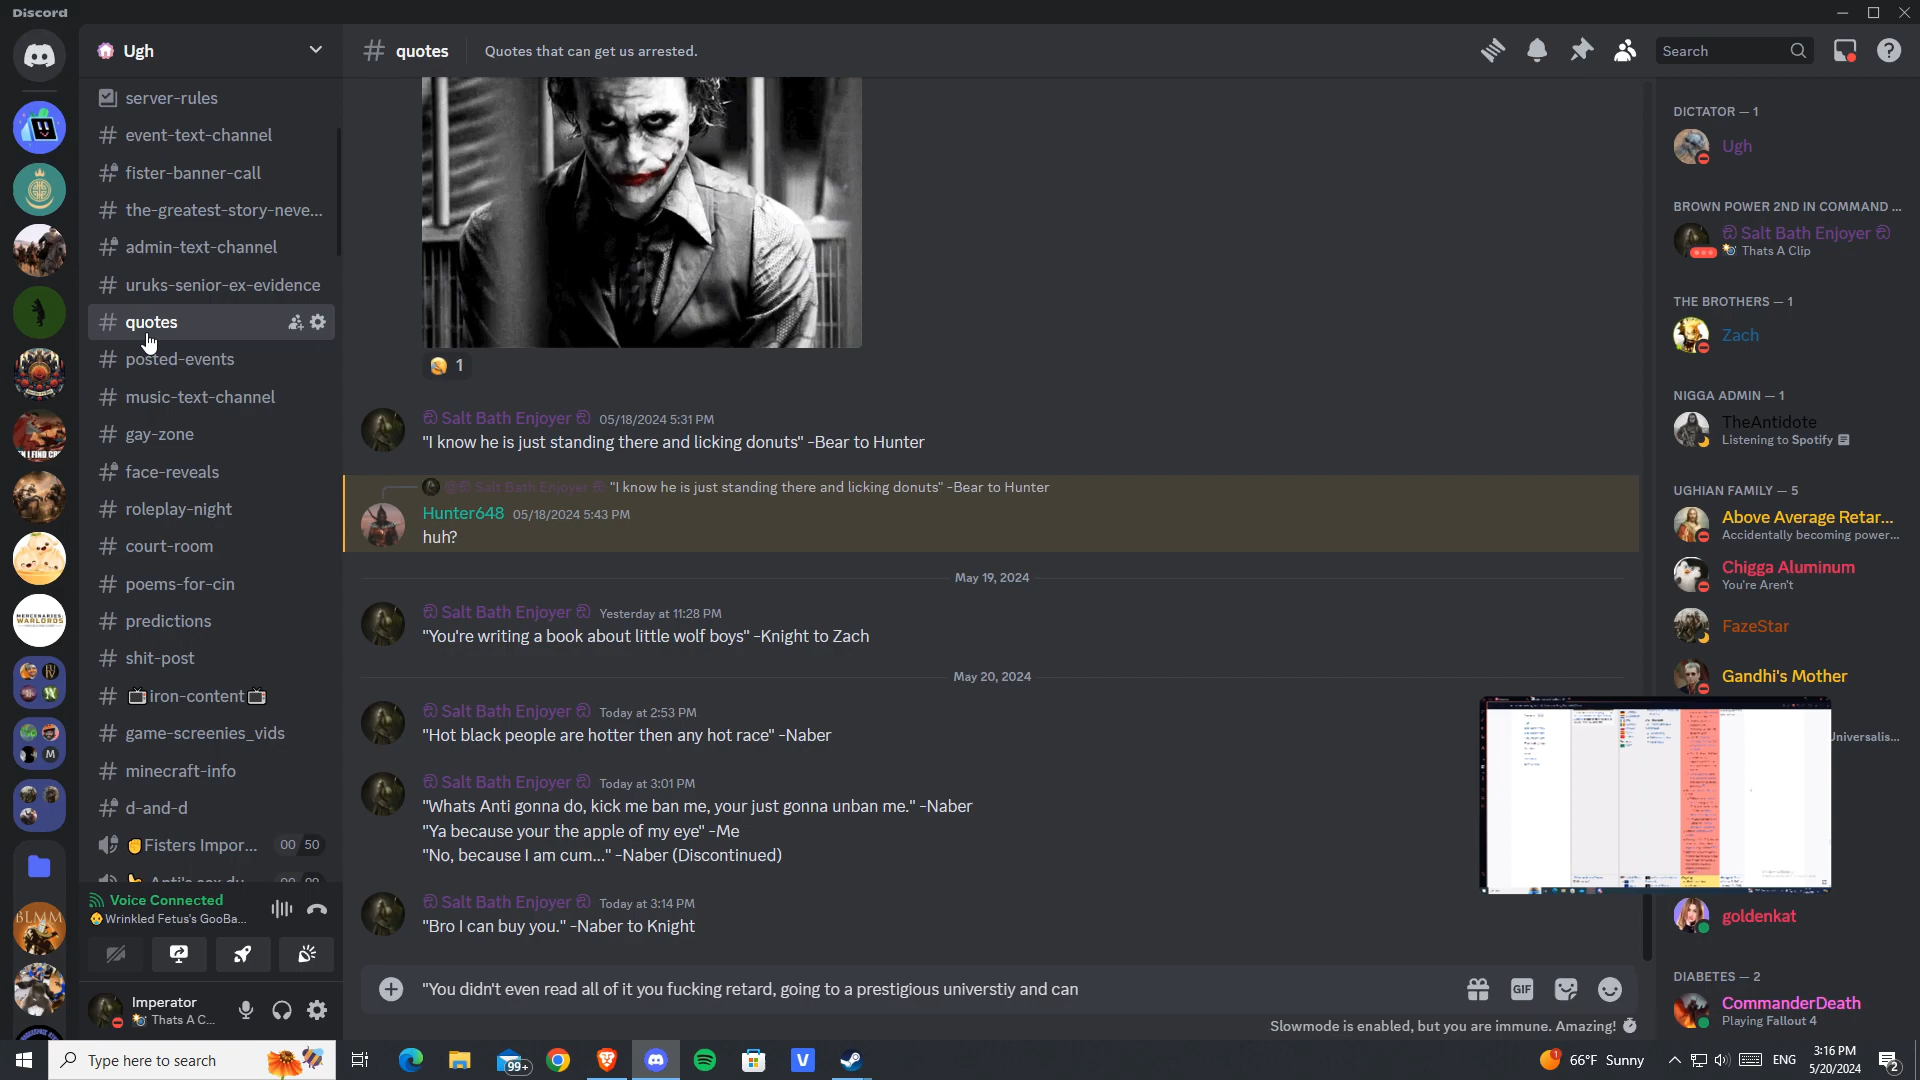 Discord
Ugh
server-rules
event-text-channel
fister-banner-call
the-greatest-story-neve...
admin-text-channel
uruks-senior-ex-evidence
quotes
posted-events
music-text-channel
gay-zone
face-reveals
roleplay-night
court-room
poems-for-cin
predictions
shit-post
iron-content
game-screenies_vids
minecraft-info
d-and-d
Fisters Impor... 00 50
Voice Connected
Wrinkled Fetus's GooBa...
Imperator
Thats A C...
# quotes
Quotes that can get us arrested.
Search
1
Salt Bath Enjoyer 05/18/2024 5:31 PM
"I know he is just standing there and licking donuts" -Bear to Hunter
@Salt Bath Enjoyer "I know he is just standing there and licking donuts" -Bear to Hunter
Hunter648 05/18/2024 5:43 PM
huh?
May 19, 2024
Salt Bath Enjoyer Yesterday at 11:28 PM
"You're writing a book about little wolf boys" -Knight to Zach
May 20, 2024
Salt Bath Enjoyer Today at 2:53 PM
"Hot black people are hotter then any hot race" -Naber
Salt Bath Enjoyer Today at 3:01 PM
"Whats Anti gonna do, kick me ban me, your just gonna unban me." -Naber
"Ya because your the apple of my eye" -Me
"No, because I am cum..." -Naber (Discontinued)
Salt Bath Enjoyer Today at 3:14 PM
"Bro I can buy you." -Naber to Knight
"You didn't even read all of it you fucking retard, going to a prestigious universtiy and can
GIF
Slowmode is enabled, but you are immune. Amazing!
DICTATOR — 1
Ugh
BROWN POWER 2ND IN COMMAND ...
Salt Bath Enjoyer
Thats A Clip
THE BROTHERS — 1
Zach
NIGGA ADMIN — 1
TheAntidote
Listening to Spotify
UGHIAN FAMILY — 5
Above Average Retar...
Accidentally becoming power...
Chigga Aluminum
You're Aren't
FazeStar
Gandhi's Mother
Universalis...
goldenkat
DIABETES — 2
CommanderDeath
Playing Fallout 4
MERCENARIES
WARLORDS
BLMM
Type here to search
99+
66°F Sunny
ENG
3:16 PM
5/20/2024
2